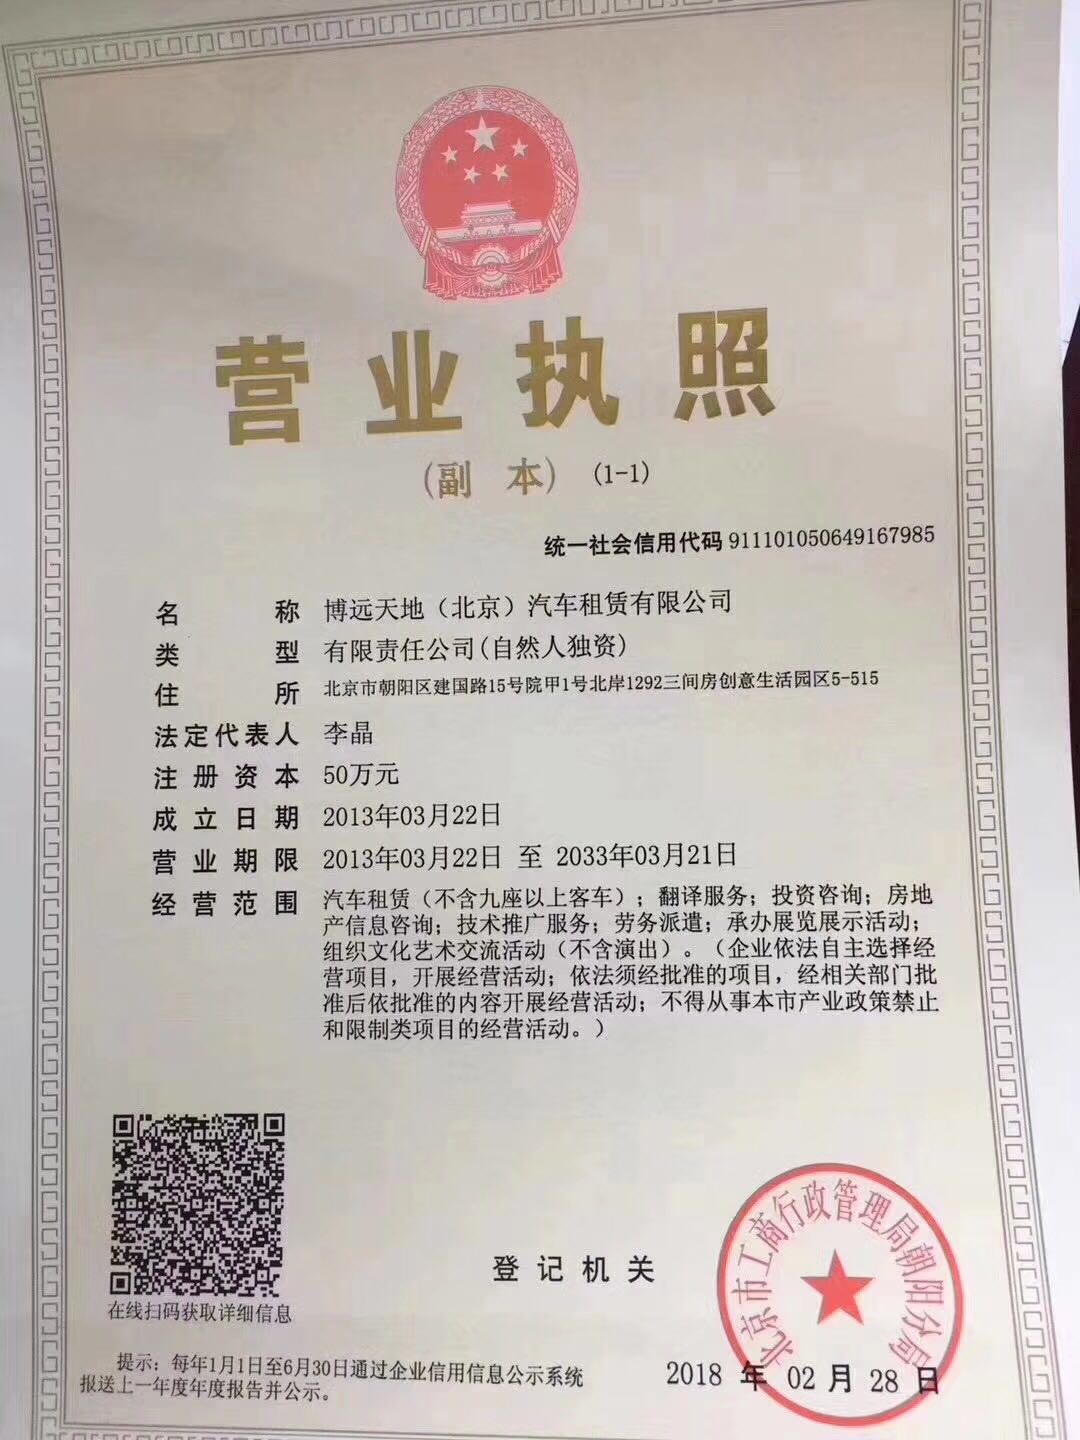 营业执照
(副 本) (1-1)
统一社会信用代码 911101050649167985
名 称 博远天地（北京）汽车租赁有限公司
类 型 有限责任公司(自然人独资)
住 所 北京市朝阳区建国路15号院甲1号北岸1292三间房创意生活园区5-515
法定代表人 李晶
注册资本 50万元
成立日期 2013年03月22日
营业期限 2013年03月22日 至 2033年03月21日
经营范围 汽车租赁（不含九座以上客车）；翻译服务；投资咨询；房地
产信息咨询；技术推广服务；劳务派遣；承办展览展示活动；
组织文化艺术交流活动（不含演出）。（企业依法自主选择经
营项目，开展经营活动；依法须经批准的项目，经相关部门批
准后依批准的内容开展经营活动；不得从事本市产业政策禁止
和限制类项目的经营活动。）
在线扫码获取详细信息
登记机关
北京市工商行政管理局朝阳分局
2018 年 02 月 28 日
提示：每年1月1日至6月30日通过企业信用信息公示系统
报送上一年度年度报告并公示。